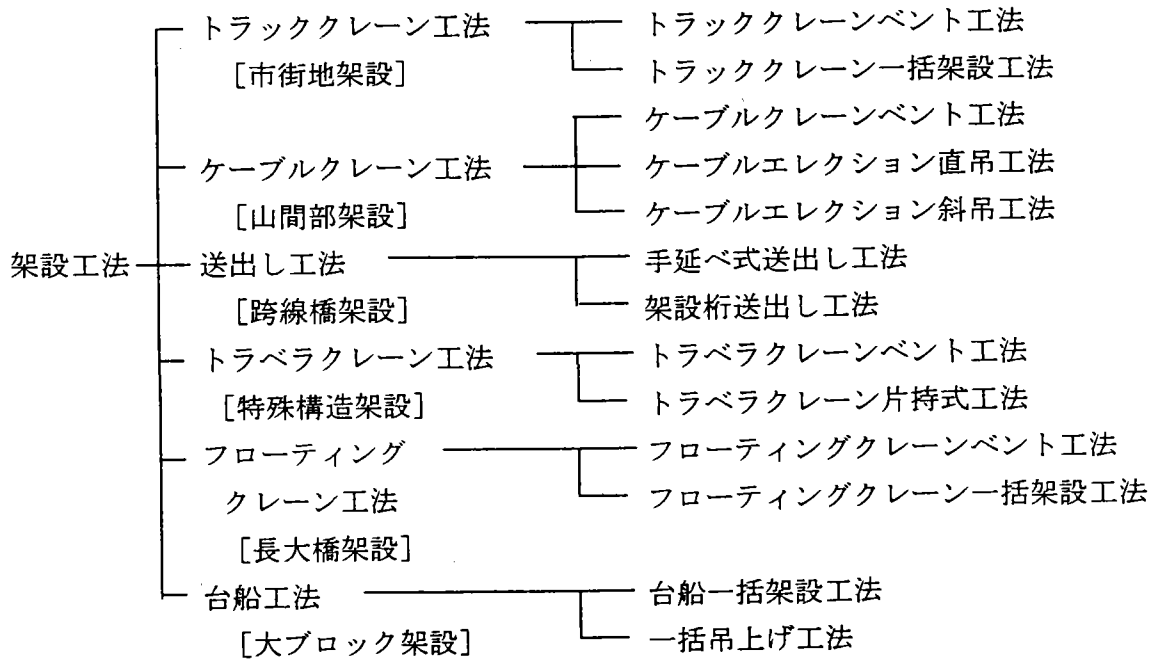 トラッククレーン工法 トラッククレーンベント工法
[市街地架設] トラッククレーン一括架設工法
ケーブルクレーンベント工法
ケーブルクレーン工法 ケーブルエレクション直吊工法
[山間部架設] ケーブルエレクション斜吊工法
架設工法 送出し工法 手延べ式送出し工法
[跨線橋架設] 架設桁送出し工法
トラベラクレーン工法 トラベラクレーンベント工法
[特殊構造架設] トラベラクレーン片持式工法
フローティング フローティングクレーンベント工法
クレーン工法 フローティングクレーン一括架設工法
[長大橋架設]
台船工法 台船一括架設工法
[大ブロック架設] 一括吊上げ工法